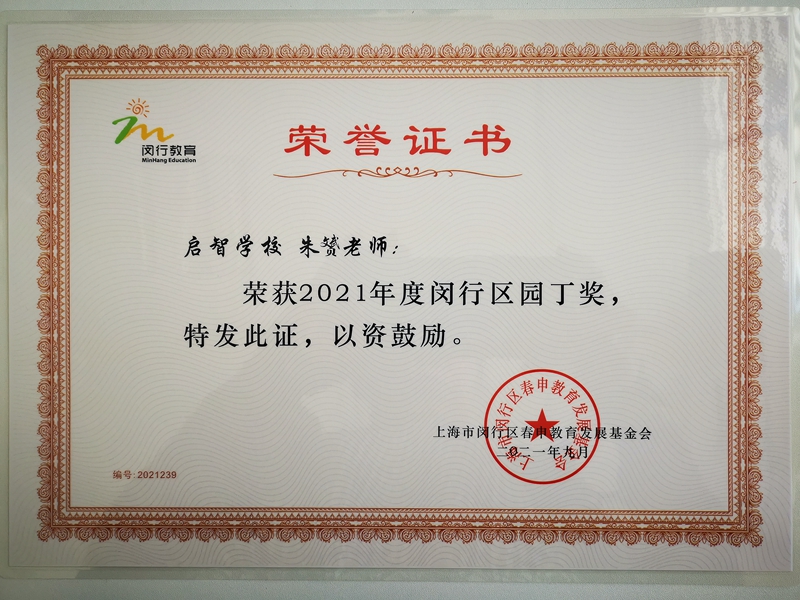 闵行教育
MinHang Education
荣誉证书
启智学校 朱赟老师：
荣获2021年度闵行区园丁奖，
特发此证，以资鼓励。
上海市闵行区春申教育发展基金会
上海市闵行区春申教育发展基金会
二〇二一年九月
编号：2021239